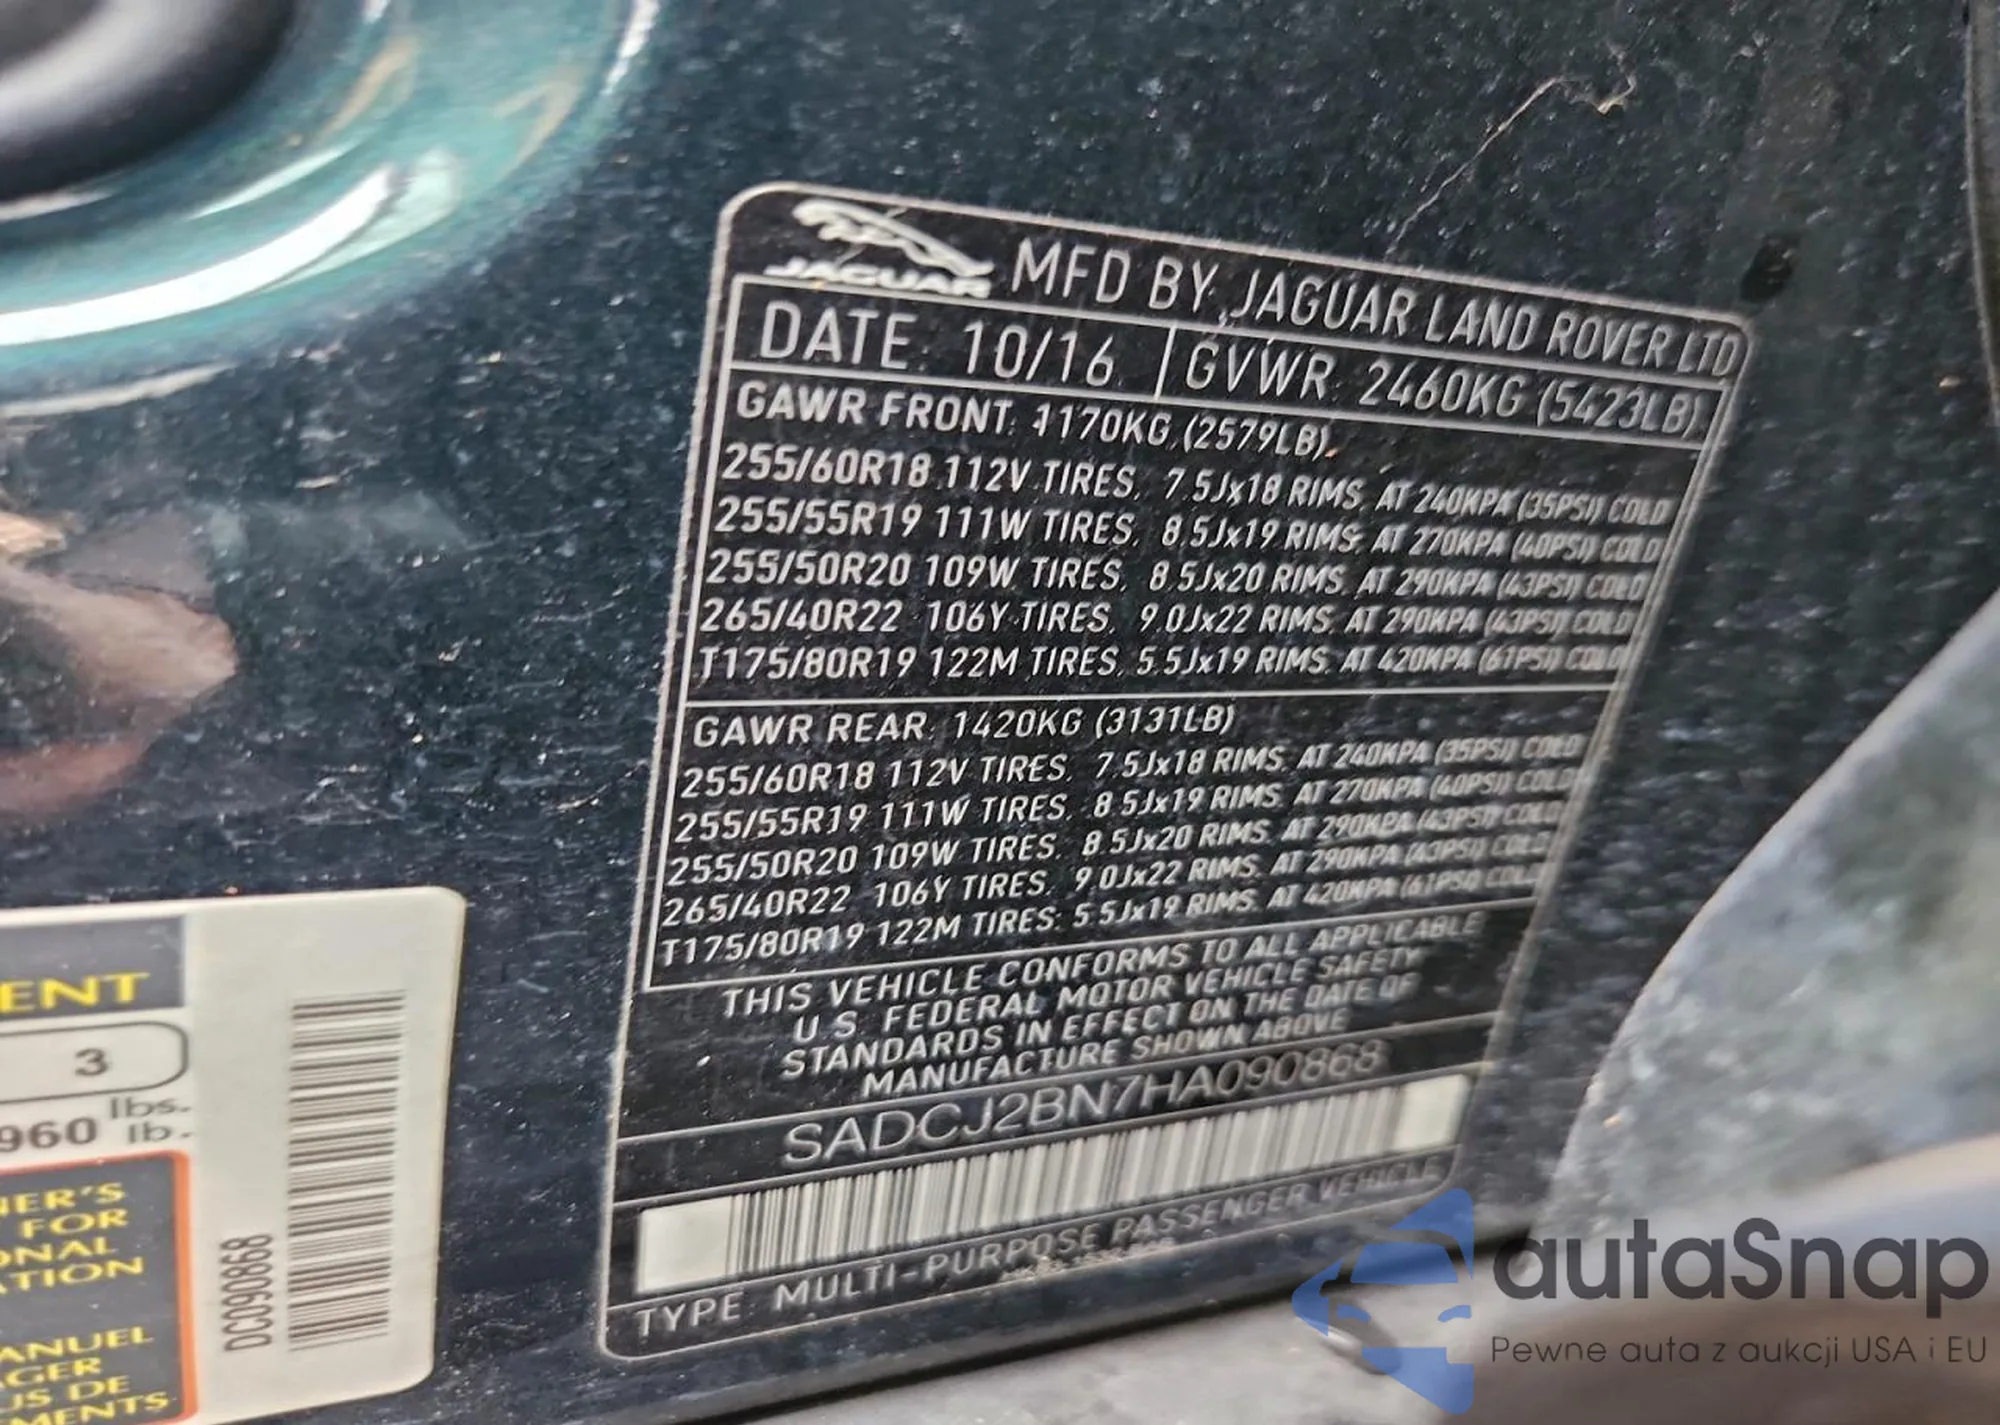 JAGUAR MFD BY JAGUAR LAND ROVER LTD
DATE: 10/16 GVWR: 2460KG (5423LB)
GAWR FRONT: 1170KG (2579LB)
255/60R18 112V TIRES, 7.5Jx18 RIMS, AT 240KPA (35PSI) COLD
255/55R19 111W TIRES, 8.5Jx19 RIMS, AT 270KPA (40PSI) COLD
255/50R20 109W TIRES, 8.5Jx20 RIMS, AT 290KPA (43PSI) COLD
265/40R22 106Y TIRES, 9.0Jx22 RIMS, AT 290KPA (43PSI) COLD
T175/80R19 122M TIRES, 5.5Jx19 RIMS, AT 420KPA (61PSI) COLD
GAWR REAR: 1420KG (3131LB)
255/60R18 112V TIRES, 7.5Jx18 RIMS, AT 240KPA (35PSI) COLD
255/55R19 111W TIRES, 8.5Jx19 RIMS, AT 270KPA (40PSI) COLD
255/50R20 109W TIRES, 8.5Jx20 RIMS, AT 290KPA (43PSI) COLD
265/40R22 106Y TIRES, 9.0Jx22 RIMS, AT 290KPA (43PSI) COLD
T175/80R19 122M TIRES, 5.5Jx19 RIMS, AT 420KPA (61PSI) COLD
THIS VEHICLE CONFORMS TO ALL APPLICABLE
U.S. FEDERAL MOTOR VEHICLE SAFETY
STANDARDS IN EFFECT ON THE DATE OF
MANUFACTURE SHOWN ABOVE
SADCJ2BN7HA090868
TYPE: MULTI-PURPOSE PASSENGER VEHICLE
ENT
3
960 lbs.
lb.
NER'S
FOR
ONAL
ATION
ANUEL
AGER
US DE
MENTS
DC090868
autaSnap
Pewne auta z aukcji USA i EU